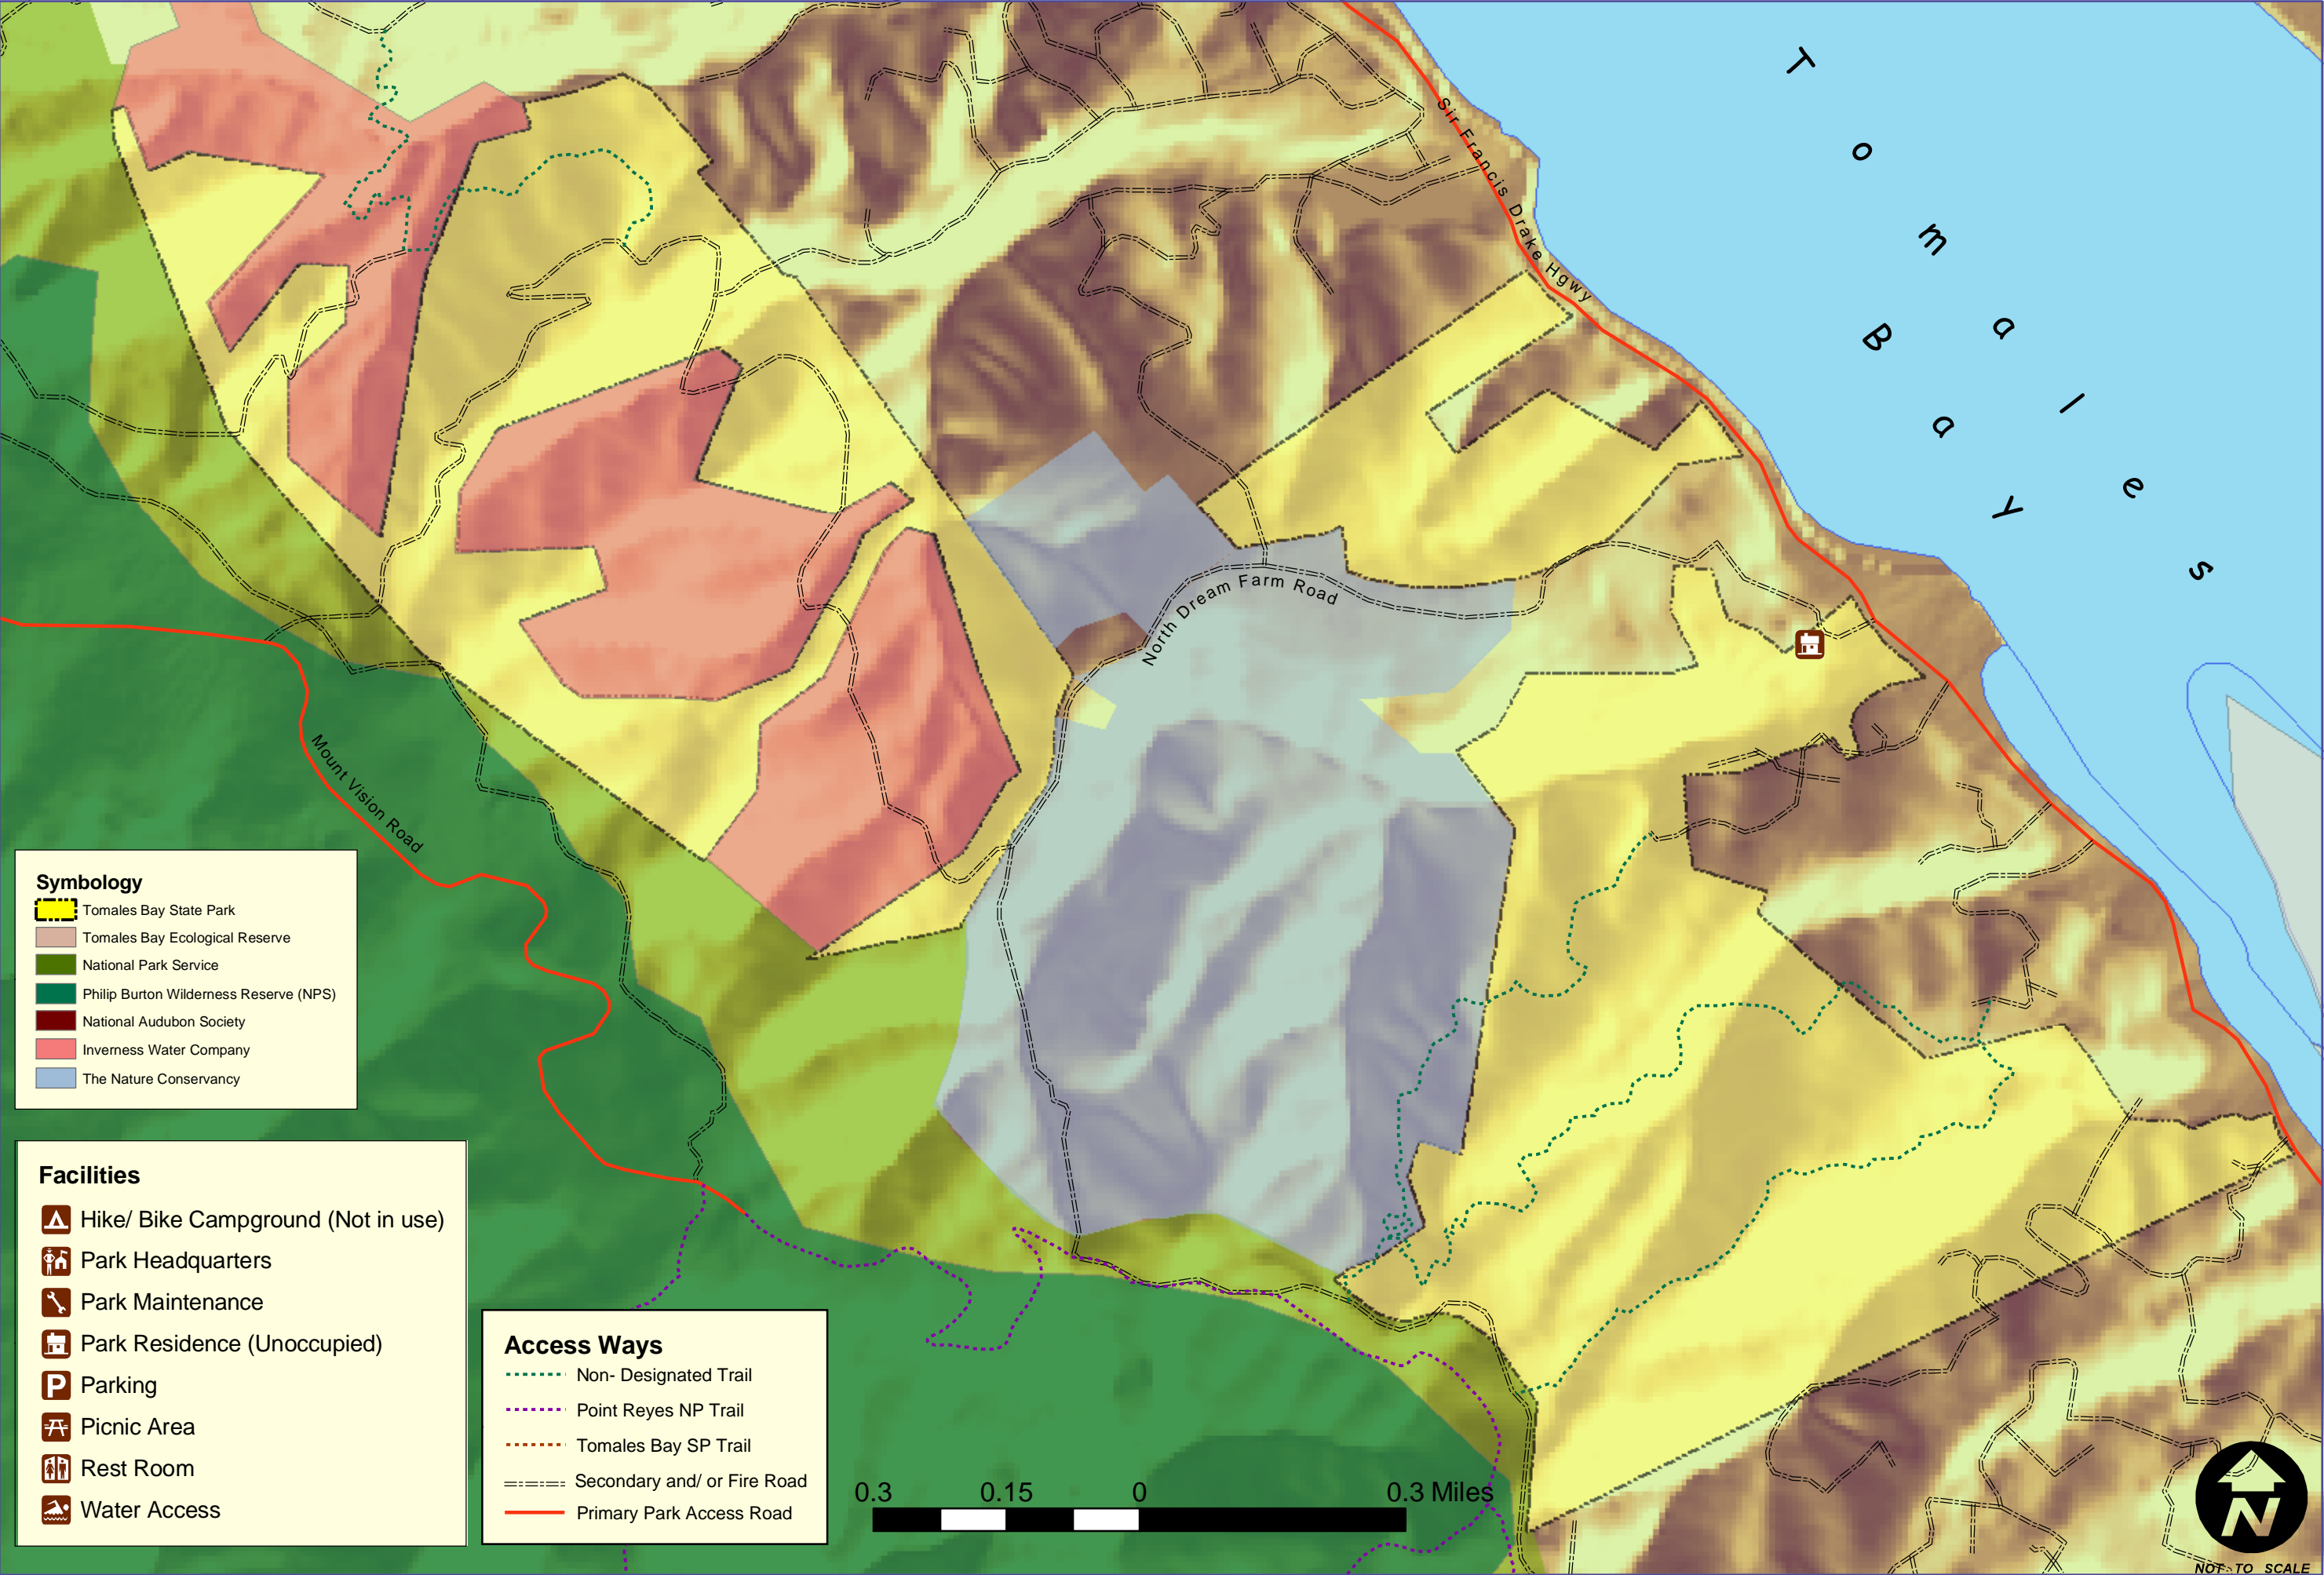 Tomales
Bay
Sir Francis Drake Hgwy
North Dream Farm Road
Mount Vision Road
Symbology
Tomales Bay State Park
Tomales Bay Ecological Reserve
National Park Service
Philip Burton Wilderness Reserve (NPS)
National Audubon Society
Inverness Water Company
The Nature Conservancy
Facilities
Hike/ Bike Campground (Not in use)
Park Headquarters
Park Maintenance
Park Residence (Unoccupied)
P Parking
Picnic Area
Rest Room
Water Access
Access Ways
Non- Designated Trail
Point Reyes NP Trail
Tomales Bay SP Trail
Secondary and/ or Fire Road
Primary Park Access Road
0.3 0.15 0 0.3 Miles
N
NOT TO SCALE